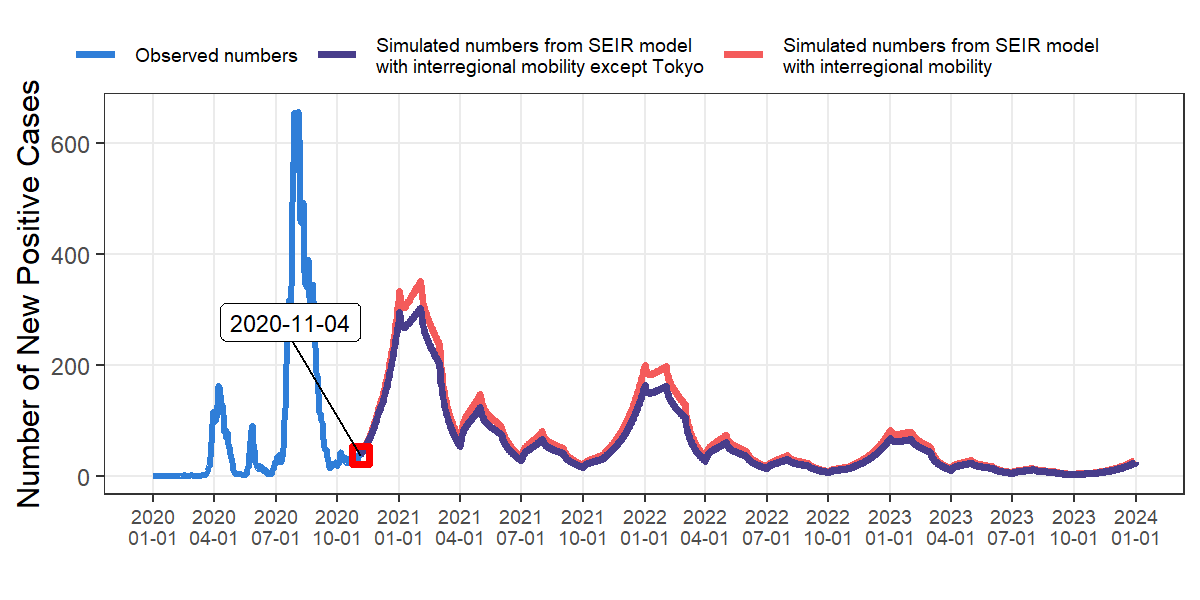 Observed numbers
Simulated numbers from SEIR model
with interregional mobility except Tokyo
Simulated numbers from SEIR model
with interregional mobility
Number of New Positive Cases
600
400
200
0
2020-11-04
2020 2020 2020 2020 2021 2021 2021 2021 2022 2022 2022 2022 2023 2023 2023 2023 2024
01-01 04-01 07-01 10-01 01-01 04-01 07-01 10-01 01-01 04-01 07-01 10-01 01-01 04-01 07-01 10-01 01-01